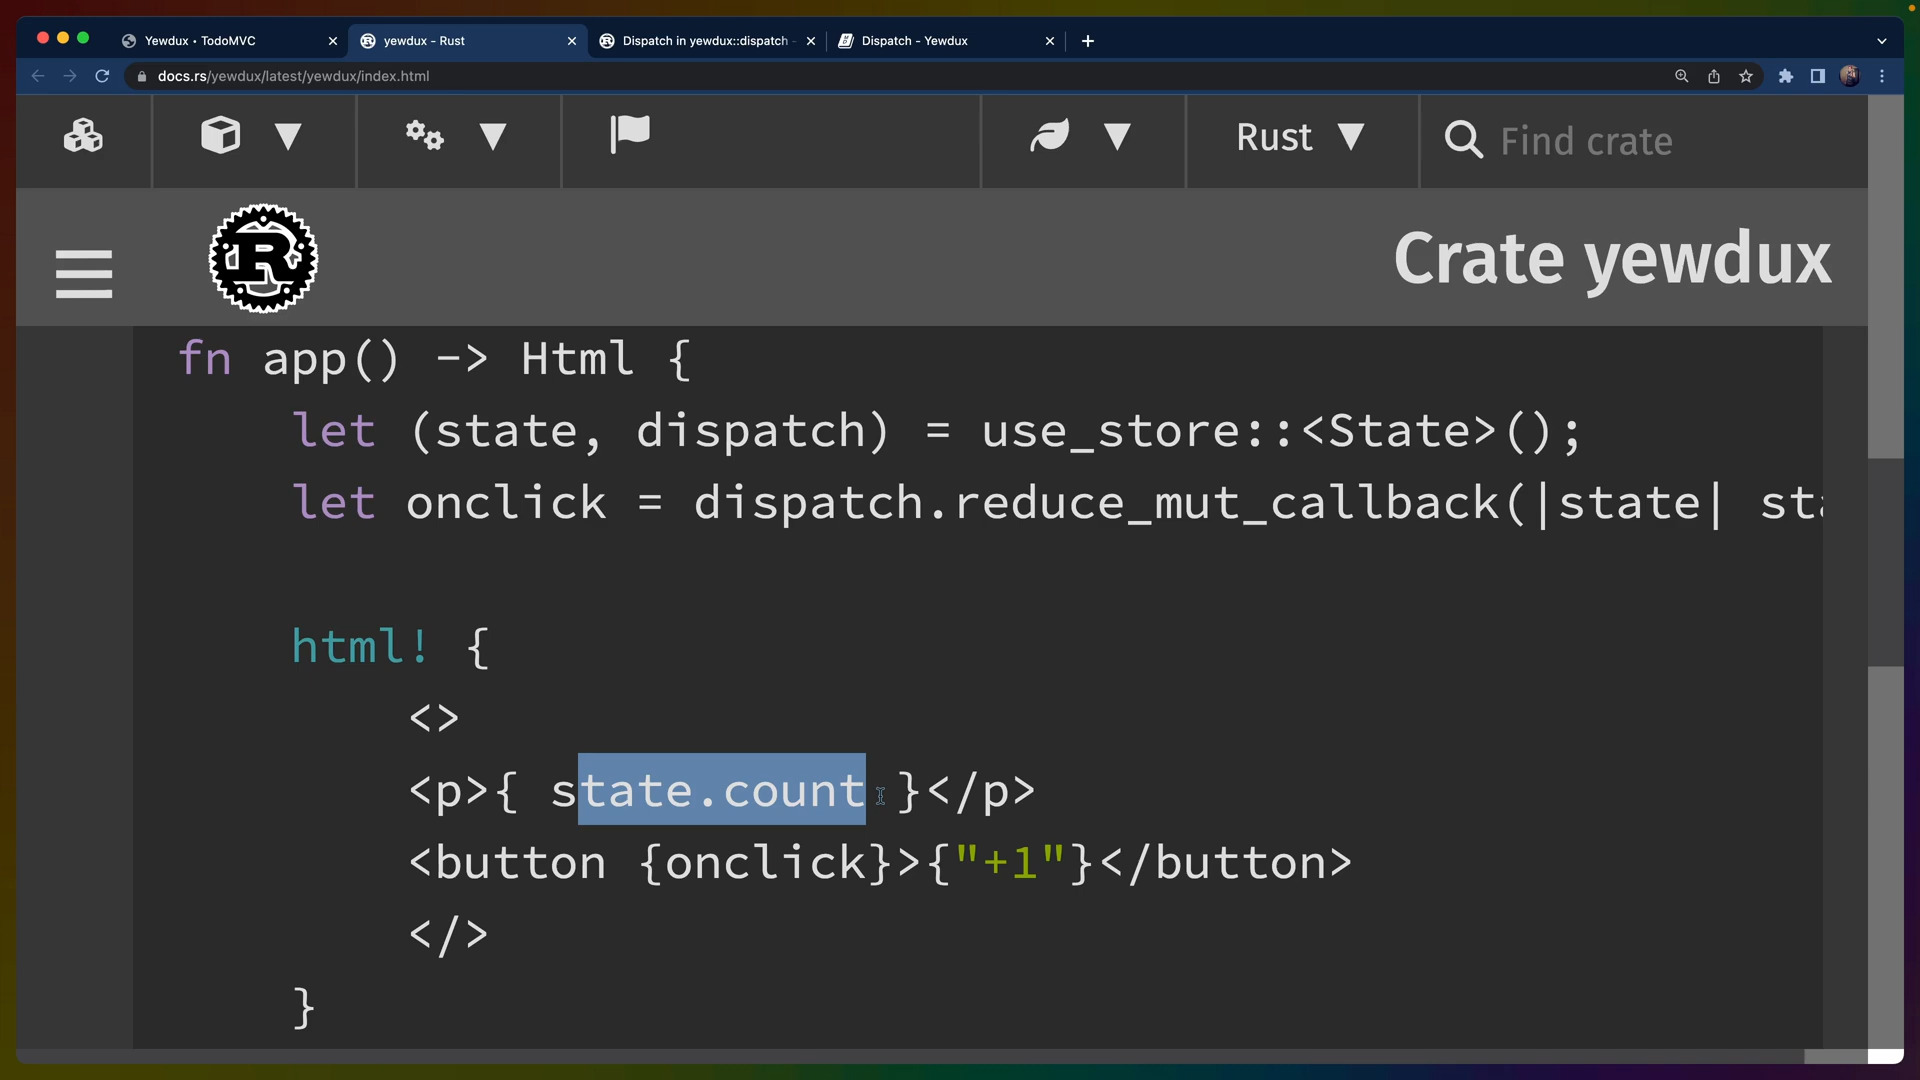 Yewdux • TodoMVC
yewdux - Rust
Dispatch in yewdux::dispatch -
Dispatch - Yewdux
docs.rs/yewdux/latest/yewdux/index.html
Rust
Find crate
Crate yewdux
fn app() -> Html {
let (state, dispatch) = use_store::<State>();
let onclick = dispatch.reduce_mut_callback(|state| sta
html! {
<>
<p>{ state.count }</p>
<button {onclick}>{"+1"}</button>
</>
}